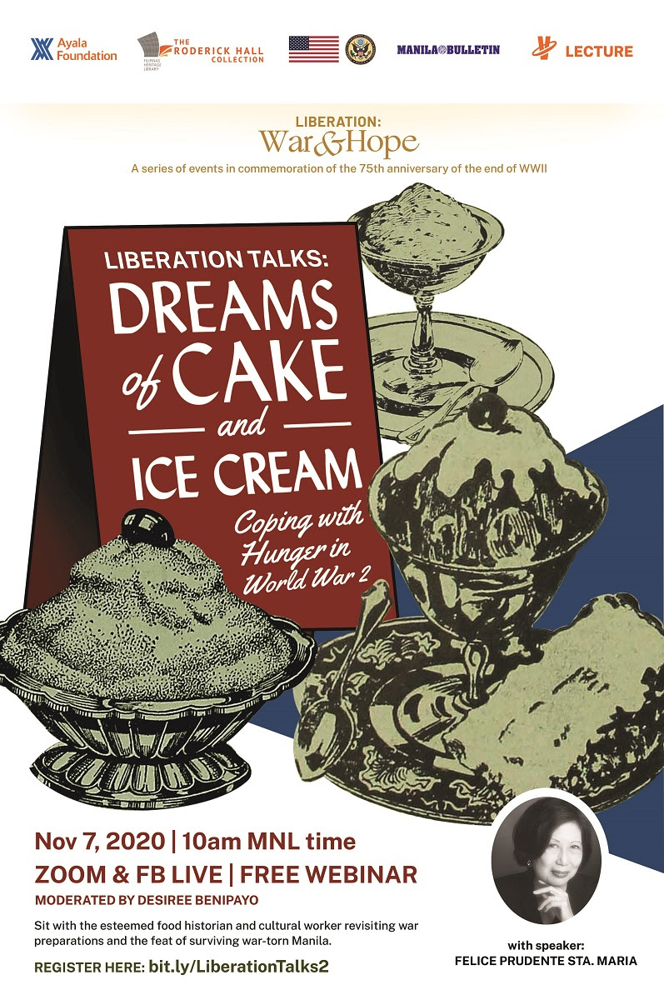 Ayala
Foundation
FILIPINAS
HERITAGE
LIBRARY
THE
RODERICK HALL
COLLECTION
MANILA BULLETIN
LECTURE
LIBERATION:
War&Hope
A series of events in commemoration of the 75th anniversary of the end of WWII
LIBERATION TALKS:
DREAMS
of CAKE
and
ICE CREAM
Coping with
Hunger in
World War 2
Nov 7, 2020 | 10am MNL time
ZOOM & FB LIVE | FREE WEBINAR
MODERATED BY DESIREE BENIPAYO
Sit with the esteemed food historian and cultural worker revisiting war
preparations and the feat of surviving war-torn Manila.
REGISTER HERE: bit.ly/LiberationTalks2
with speaker:
FELICE PRUDENTE STA. MARIA